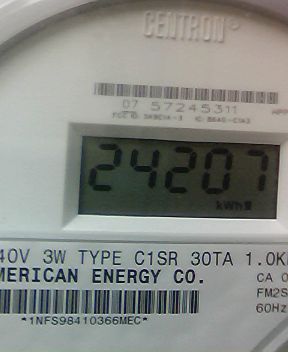 CENTRON®
07 57245311
24207
kWh
40V 3W TYPE C1SR 30TA 1.0K
MERICAN ENERGY CO.
CA 0
FM2S
60Hz
*1NFS98410366MEC*